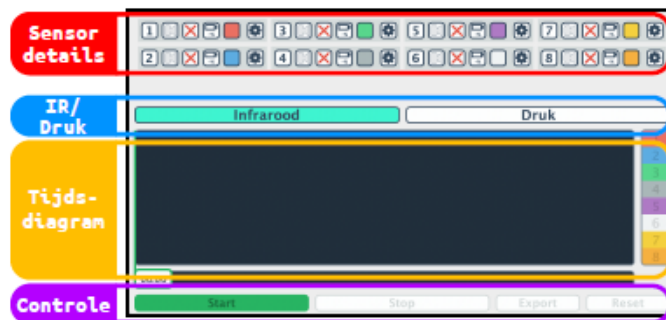 Sensor details
1 3 5 7
2 4 6 8
IR/ Druk
Infrarood Druk
Tijds- diagram
2
3
4
5
6
7
8
Controle
Start Stop Export Reset